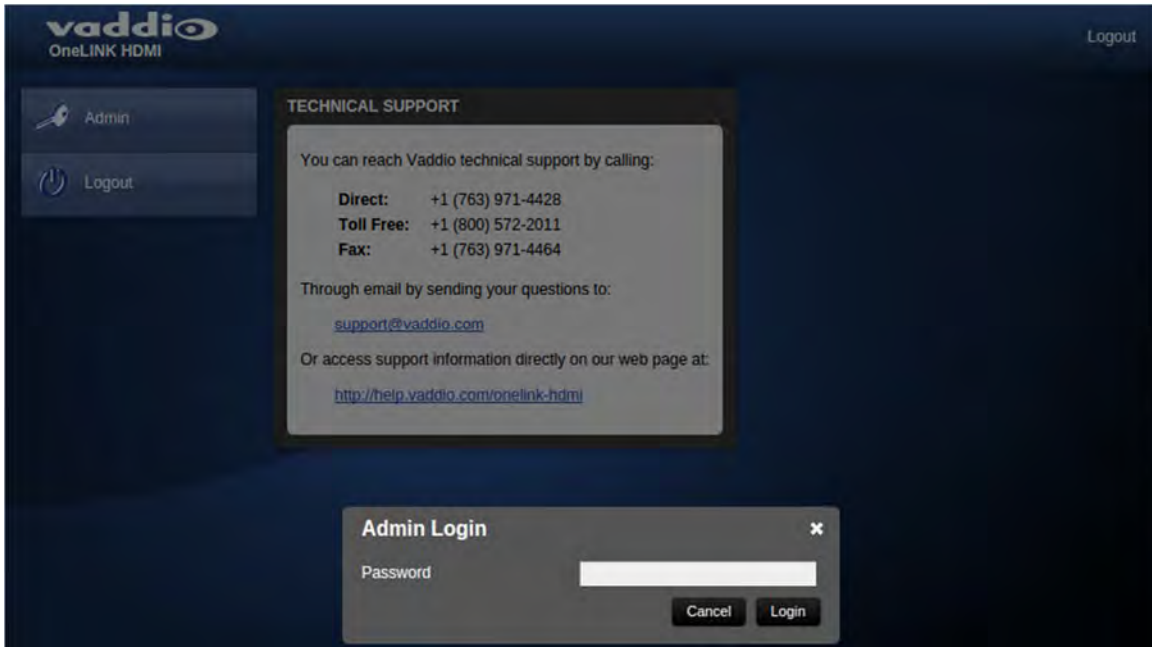 vaddio
OneLINK HDMI
Logout
Admin
Logout
TECHNICAL SUPPORT
You can reach Vaddio technical support by calling:
Direct: +1 (763) 971-4428
Toll Free: +1 (800) 572-2011
Fax: +1 (763) 971-4464
Through email by sending your questions to:
support@vaddio.com
Or access support information directly on our web page at:
http://help.vaddio.com/onelink-hdmi
Admin Login
Password
Cancel Login